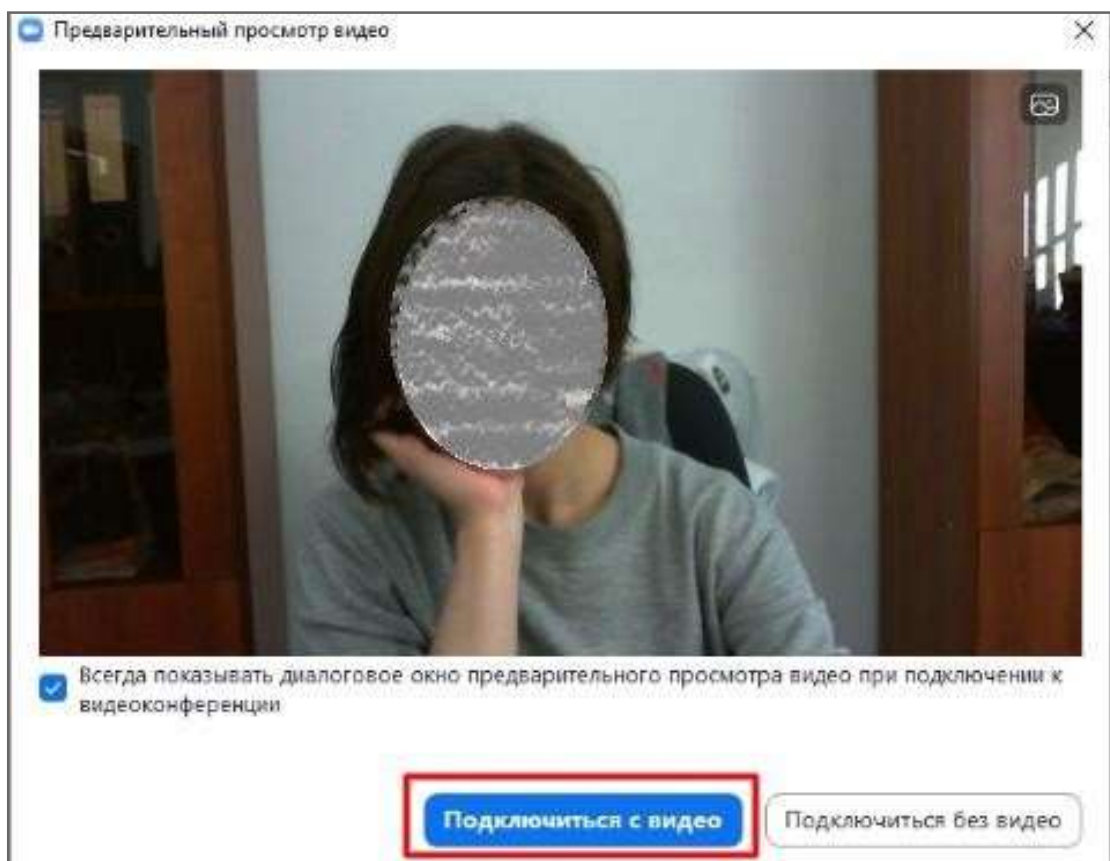 Предварительный просмотр видео
Всегда показывать диалоговое окно предварительного просмотра видео при подключении к
видеоконференции
Подключиться с видео
Подключиться без видео